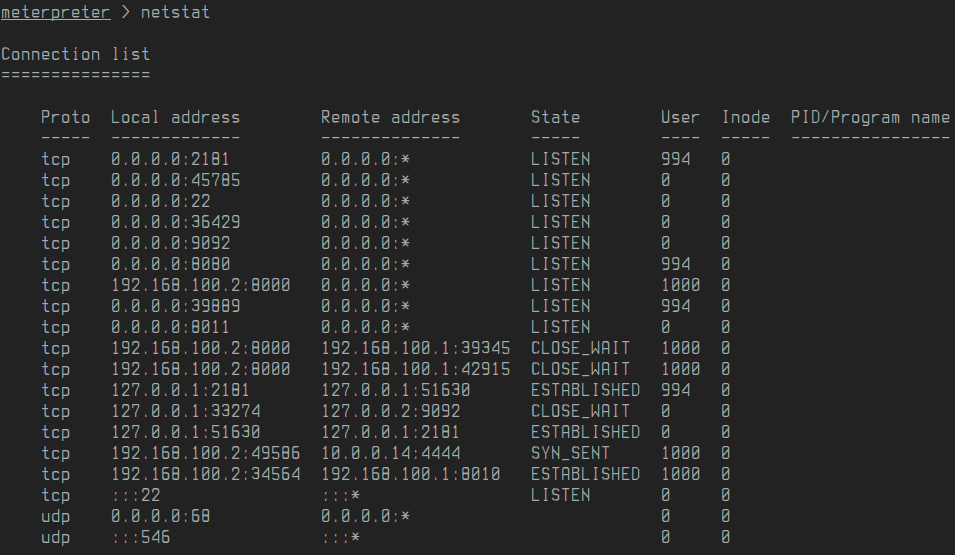 meterpreter > netstat
Connection list
===============
Proto Local address Remote address State User Inode PID/Program name
----- ------------- -------------- ----- ---- ----- ----------------
tcp 0.0.0.0:2181 0.0.0.0:* LISTEN 994 0
tcp 0.0.0.0:45785 0.0.0.0:* LISTEN 0 0
tcp 0.0.0.0:22 0.0.0.0:* LISTEN 0 0
tcp 0.0.0.0:36429 0.0.0.0:* LISTEN 0 0
tcp 0.0.0.0:9092 0.0.0.0:* LISTEN 0 0
tcp 0.0.0.0:8080 0.0.0.0:* LISTEN 994 0
tcp 192.168.100.2:8000 0.0.0.0:* LISTEN 1000 0
tcp 0.0.0.0:39889 0.0.0.0:* LISTEN 994 0
tcp 0.0.0.0:8011 0.0.0.0:* LISTEN 0 0
tcp 192.168.100.2:8000 192.168.100.1:39345 CLOSE_WAIT 1000 0
tcp 192.168.100.2:8000 192.168.100.1:42915 CLOSE_WAIT 1000 0
tcp 127.0.0.1:2181 127.0.0.1:51630 ESTABLISHED 994 0
tcp 127.0.0.1:33274 127.0.0.2:9092 CLOSE_WAIT 0 0
tcp 127.0.0.1:51630 127.0.0.1:2181 ESTABLISHED 0 0
tcp 192.168.100.2:49586 10.0.0.14:4444 SYN_SENT 1000 0
tcp 192.168.100.2:34564 192.168.100.1:8010 ESTABLISHED 1000 0
tcp :::22 :::* LISTEN 0 0
udp 0.0.0.0:68 0.0.0.0:* 0 0
udp :::546 :::* 0 0